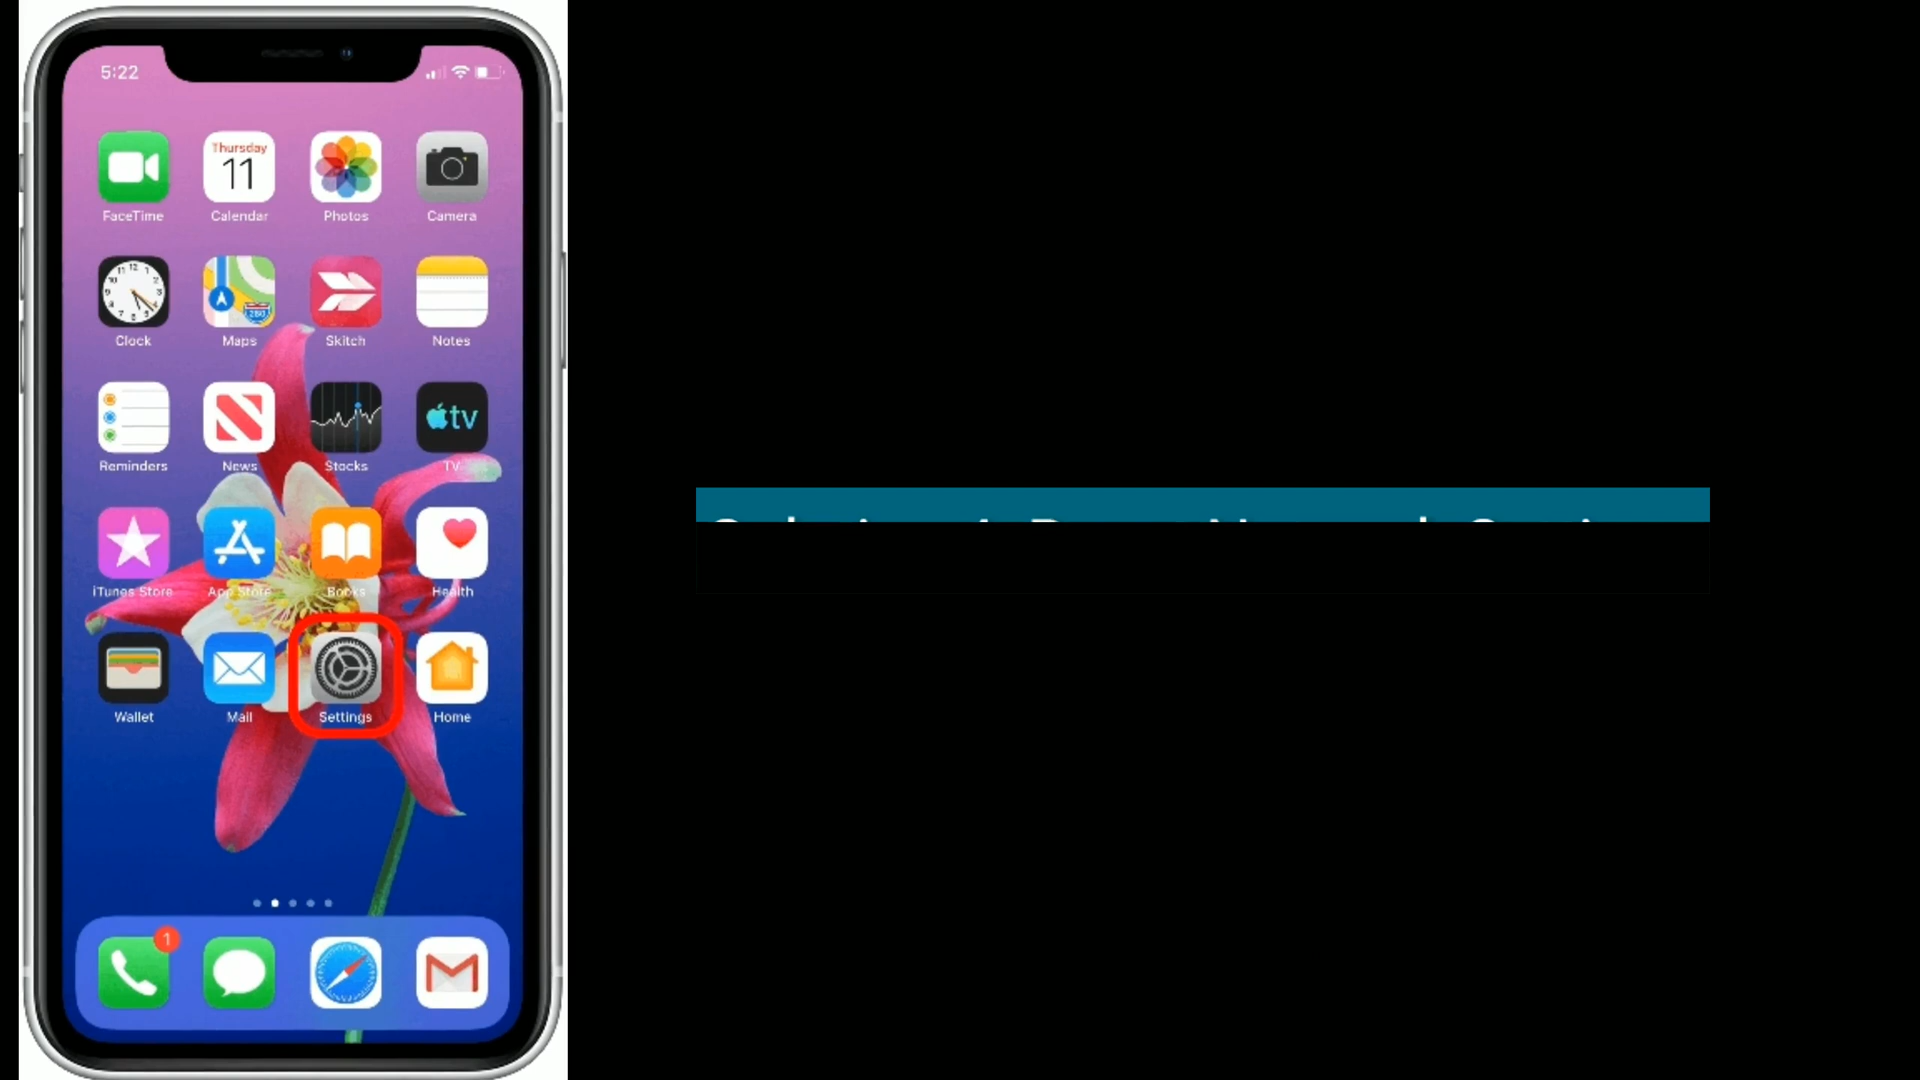 5:22
Thursday
11
FaceTime Calendar Photos Camera
280
Clock Maps Skitch Notes
tv
Reminders News Stocks TV
iTunes Store App Store Books Health
Wallet Mail Settings Home
1